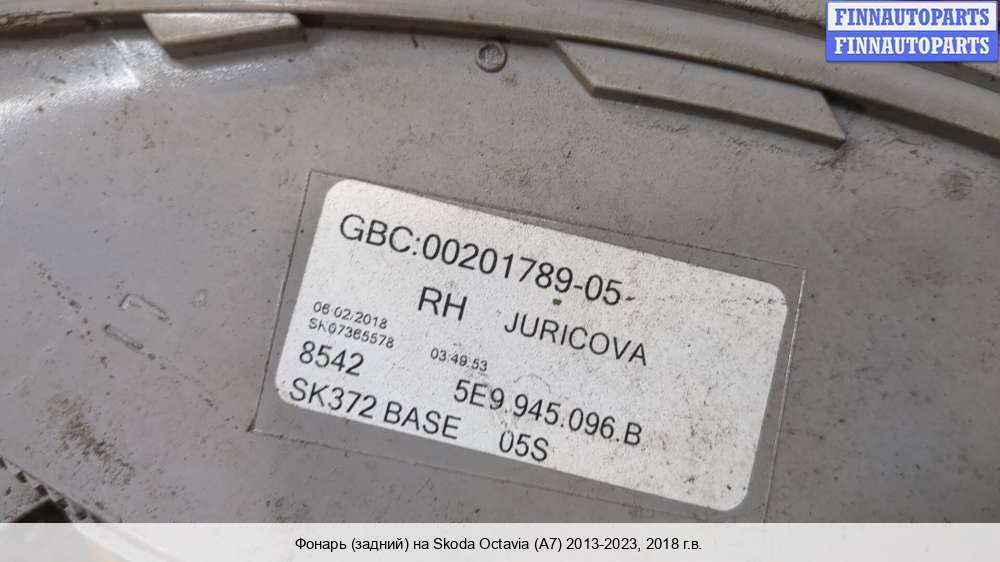 FINNAUTOPARTS
FINNAUTOPARTS
GBC:00201789-05
RH JURICOVA
06/02/2018
SK07365578 03:49:53
8542 5E9.945.096.B
SK372 BASE 05S
Фонарь (задний) на Skoda Octavia (A7) 2013-2023, 2018 г.в.